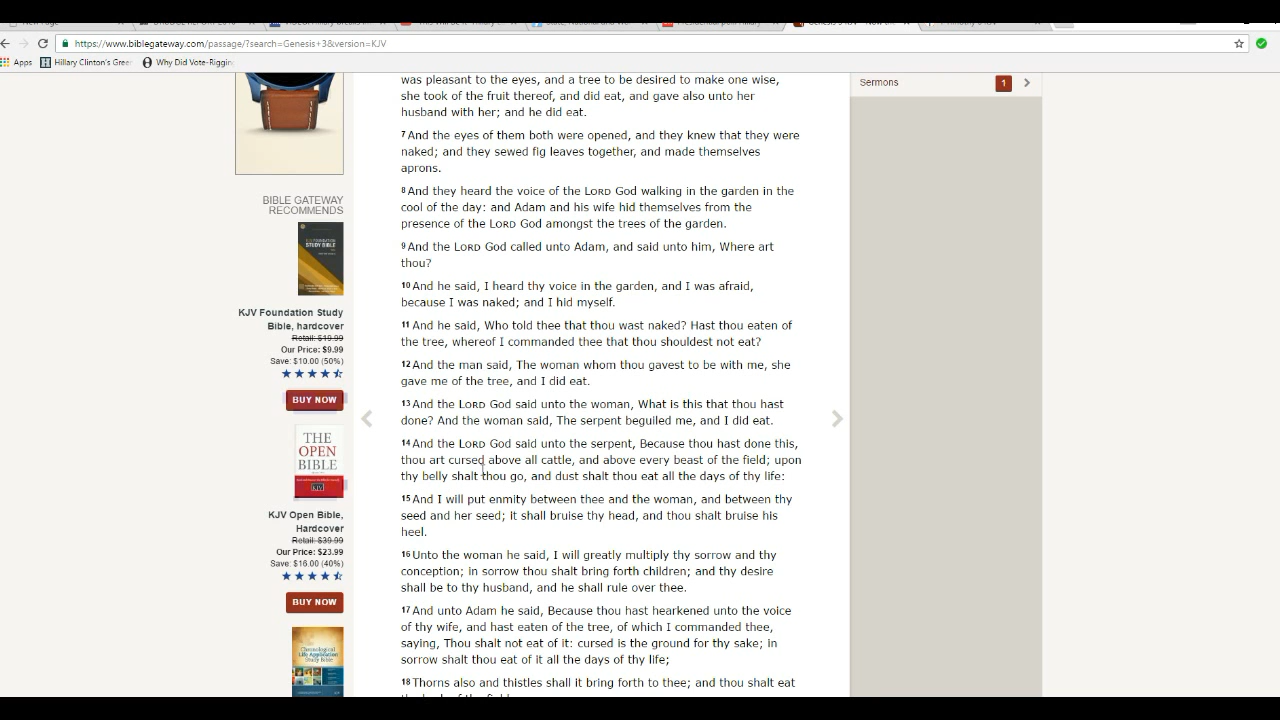 https://www.biblegateway.com/passage/?search=Genesis+3&version=KJV
Apps Hillary Clinton's Gree Why Did Vote-Riggin
was pleasant to the eyes, and a tree to be desired to make one wise,
she took of the fruit thereof, and did eat, and gave also unto her
husband with her; and he did eat.
7 And the eyes of them both were opened, and they knew that they were
naked; and they sewed fig leaves together, and made themselves
aprons.
8 And they heard the voice of the LORD God walking in the garden in the
cool of the day: and Adam and his wife hid themselves from the
presence of the LORD God amongst the trees of the garden.
9 And the LORD God called unto Adam, and said unto him, Where art
thou?
10 And he said, I heard thy voice in the garden, and I was afraid,
because I was naked; and I hid myself.
11 And he said, Who told thee that thou wast naked? Hast thou eaten of
the tree, whereof I commanded thee that thou shouldest not eat?
12 And the man said, The woman whom thou gavest to be with me, she
gave me of the tree, and I did eat.
13 And the LORD God said unto the woman, What is this that thou hast
done? And the woman said, The serpent beguiled me, and I did eat.
14 And the LORD God said unto the serpent, Because thou hast done this,
thou art cursed above all cattle, and above every beast of the field; upon
thy belly shalt thou go, and dust shalt thou eat all the days of thy life:
15 And I will put enmity between thee and the woman, and between thy
seed and her seed; it shall bruise thy head, and thou shalt bruise his
heel.
16 Unto the woman he said, I will greatly multiply thy sorrow and thy
conception; in sorrow thou shalt bring forth children; and thy desire
shall be to thy husband, and he shall rule over thee.
17 And unto Adam he said, Because thou hast hearkened unto the voice
of thy wife, and hast eaten of the tree, of which I commanded thee,
saying, Thou shalt not eat of it: cursed is the ground for thy sake; in
sorrow shalt thou eat of it all the days of thy life;
18 Thorns also and thistles shall it bring forth to thee; and thou shalt eat
Sermons 1
BIBLE GATEWAY
RECOMMENDS
KJV Foundation Study
Bible, hardcover
Retail: $19.99
Our Price: $9.99
Save: $10.00 (50%)
BUY NOW
THE
OPEN
BIBLE
KJV Open Bible,
Hardcover
Retail: $39.99
Our Price: $23.99
Save: $16.00 (40%)
BUY NOW
Chronological
Life Application
Study Bible